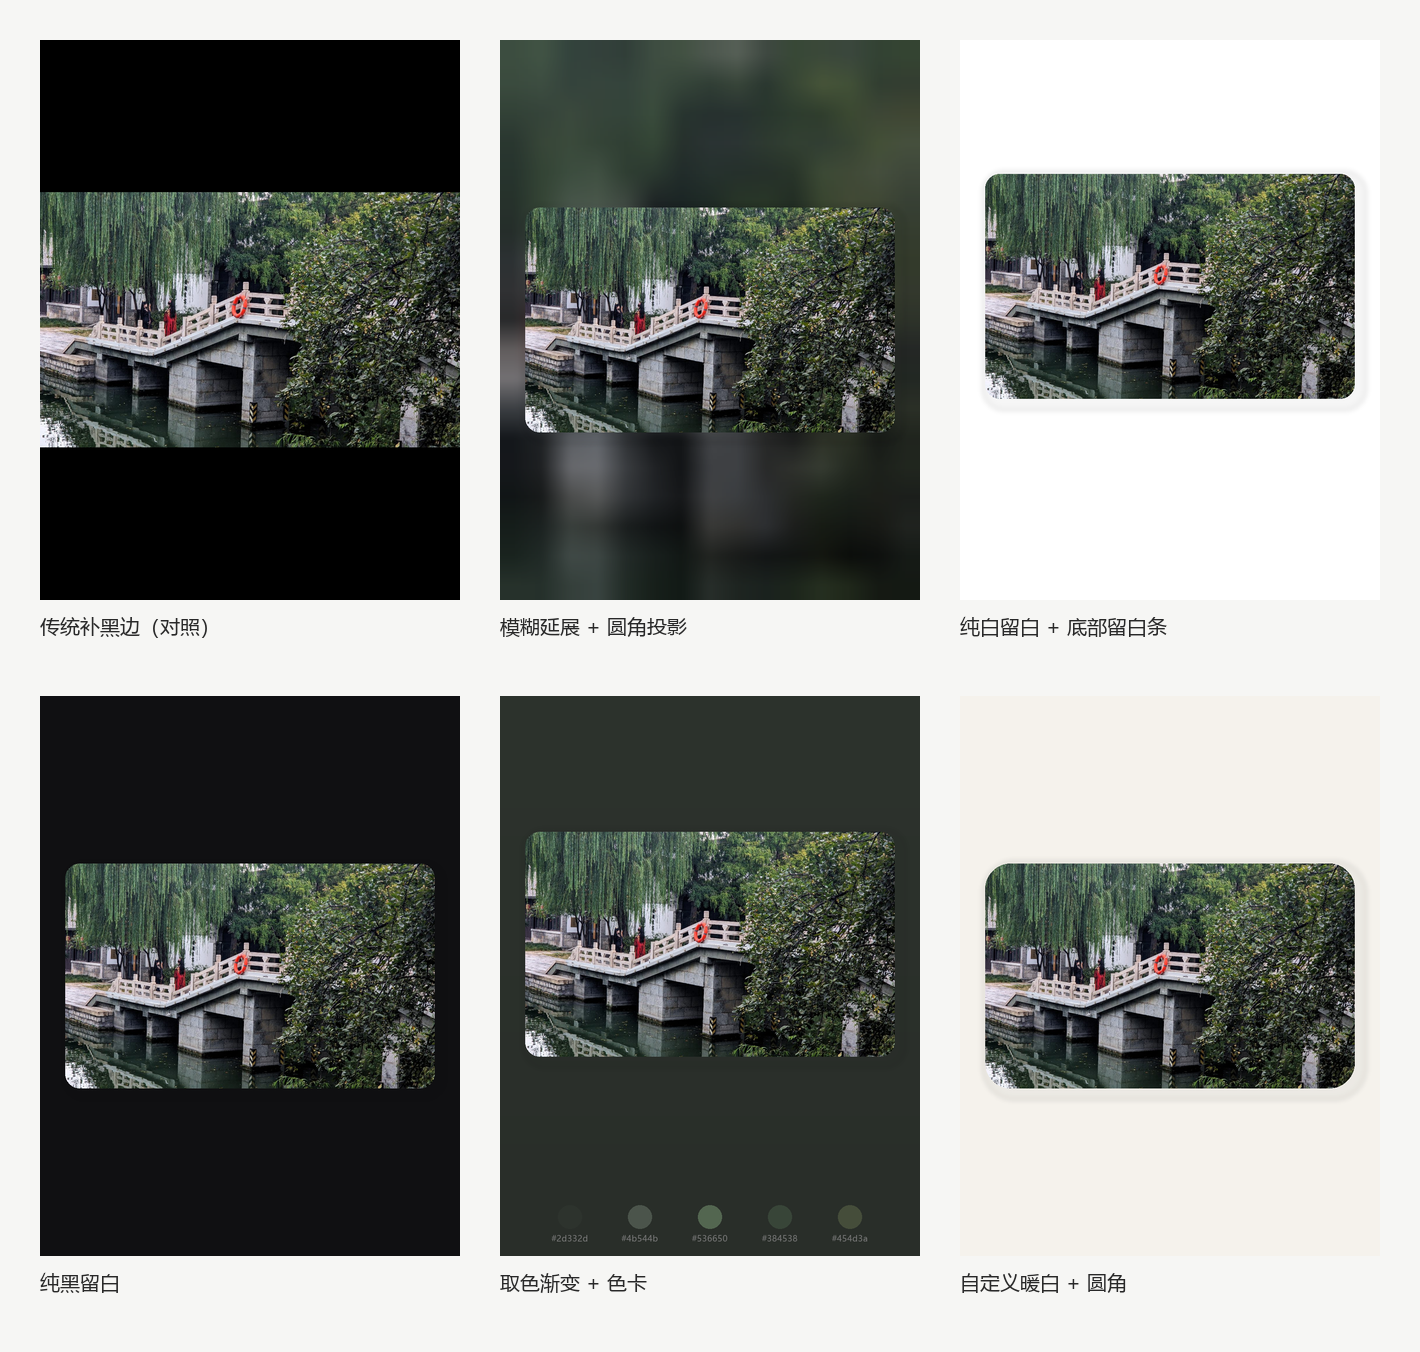 传统补黑边（对照）
模糊延展 + 圆角投影
纯白留白 + 底部留白条
#2d332d
#4b544b
#536650
#384538
#454d3a
纯黑留白
取色渐变 + 色卡
自定义暖白 + 圆角